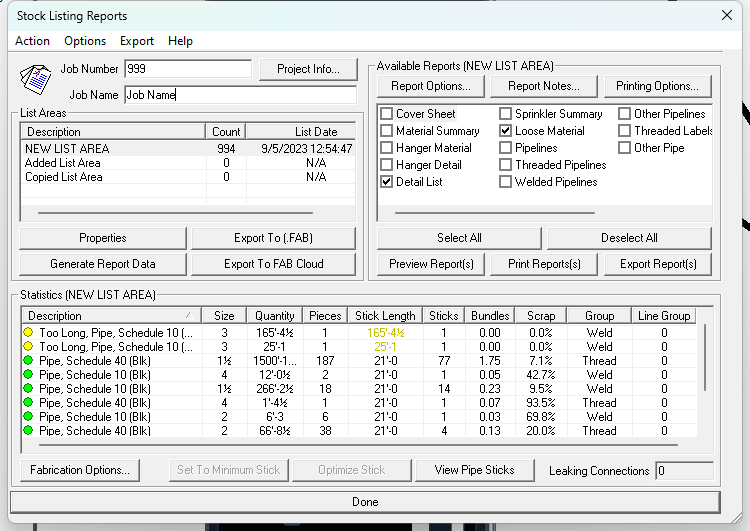 Stock Listing Reports
Action Options Export Help
Job Number 999 Project Info...
Job Name Job Name
List Areas
Description Count List Date
NEW LIST AREA 994 9/5/2023 12:54:47
Added List Area 0 N/A
Copied List Area 0 N/A
Properties Export To (.FAB)
Generate Report Data Export To FAB Cloud
Available Reports (NEW LIST AREA)
Report Options... Report Notes... Printing Options...
Cover Sheet Sprinkler Summary Other Pipelines
Material Summary Loose Material Threaded Labels
Hanger Material Pipelines Other Pipe
Hanger Detail Threaded Pipelines
Detail List Welded Pipelines
Select All Deselect All
Preview Report(s) Print Reports(s) Export Report(s)
Statistics (NEW LIST AREA)
Description Size Quantity Pieces Stick Length Sticks Bundles Scrap Group Line Group
Too Long, Pipe, Schedule 10 (... 3 165'-4½ 1 165'-4½ 1 0.00 0.0% Weld 0
Too Long, Pipe, Schedule 10 (... 3 25'-1 1 25'-1 1 0.00 0.0% Weld 0
Pipe, Schedule 40 (Blk) 1½ 1500'-1... 187 21'-0 77 1.75 7.1% Thread 0
Pipe, Schedule 10 (Blk) 4 12'-0½ 2 21'-0 1 0.05 42.7% Weld 0
Pipe, Schedule 10 (Blk) 1½ 266'-2½ 18 21'-0 14 0.23 9.5% Weld 0
Pipe, Schedule 40 (Blk) 4 1'-4½ 1 21'-0 1 0.07 93.5% Thread 0
Pipe, Schedule 10 (Blk) 2 6'-3 6 21'-0 1 0.03 69.8% Weld 0
Pipe, Schedule 40 (Blk) 2 66'-8½ 38 21'-0 4 0.13 20.0% Thread 0
Fabrication Options... Set To Minimum Stick Optimize Stick View Pipe Sticks Leaking Connections 0
Done